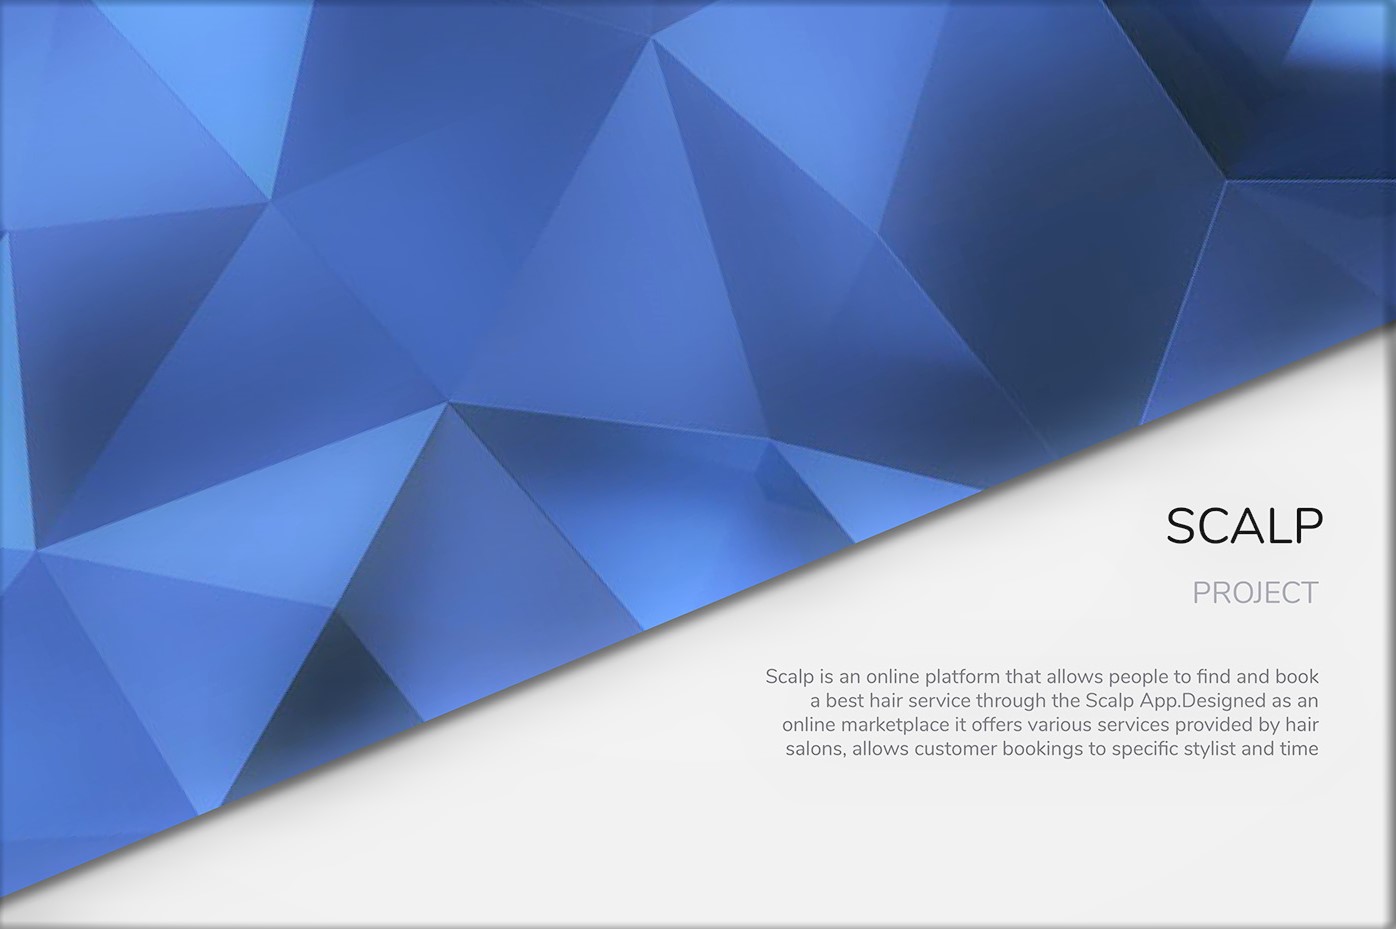 SCALP
PROJECT
Scalp is an online platform that allows people to find and book
a best hair service through the Scalp App.Designed as an
online marketplace it offers various services provided by hair
salons, allows customer bookings to specific stylist and time